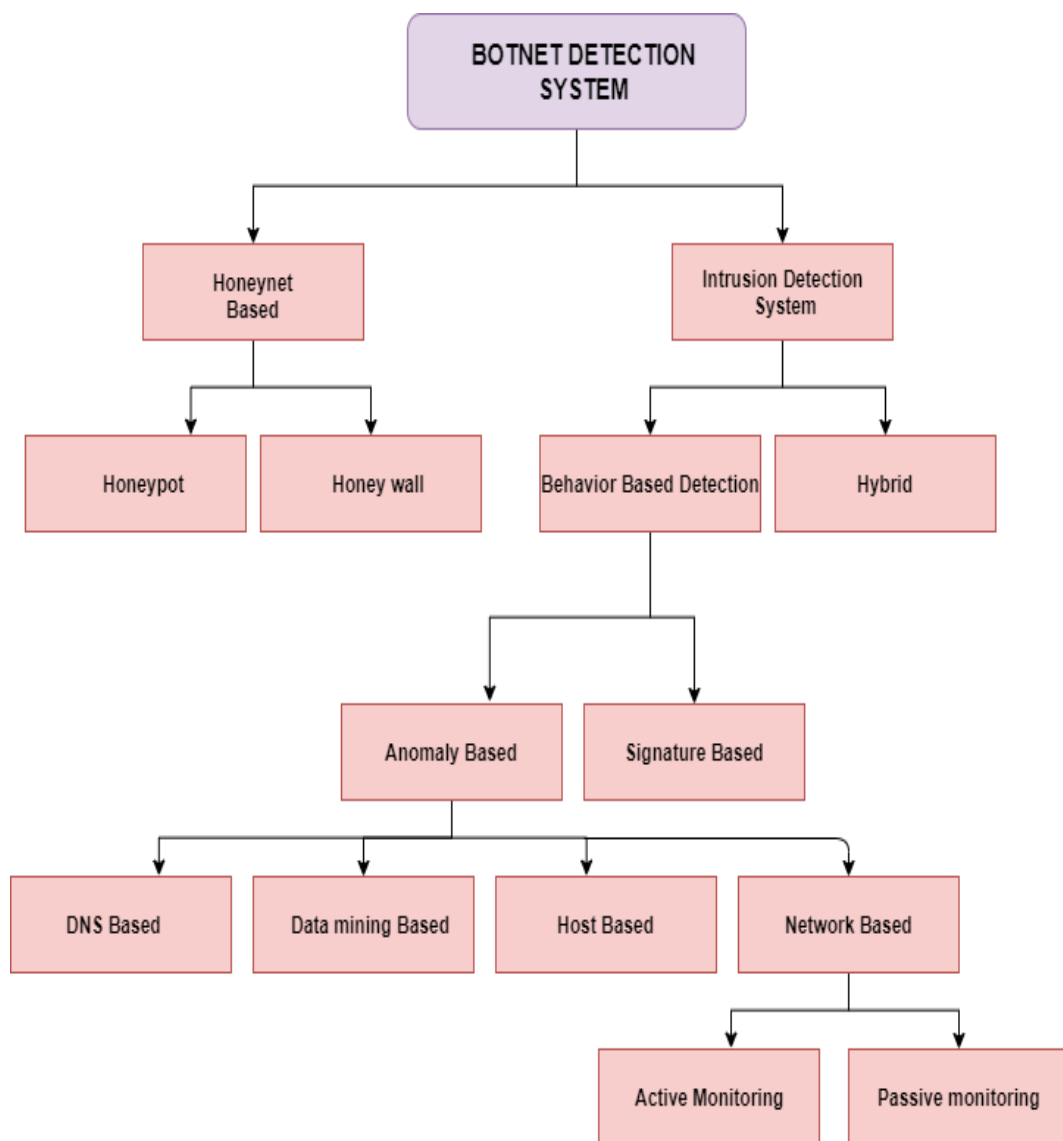 BOTNET DETECTION
SYSTEM
Honeynet
Based
Intrusion Detection
System
Honeypot
Honey wall
Behavior Based Detection
Hybrid
Anomaly Based
Signature Based
DNS Based
Data mining Based
Host Based
Network Based
Active Monitoring
Passive monitoring